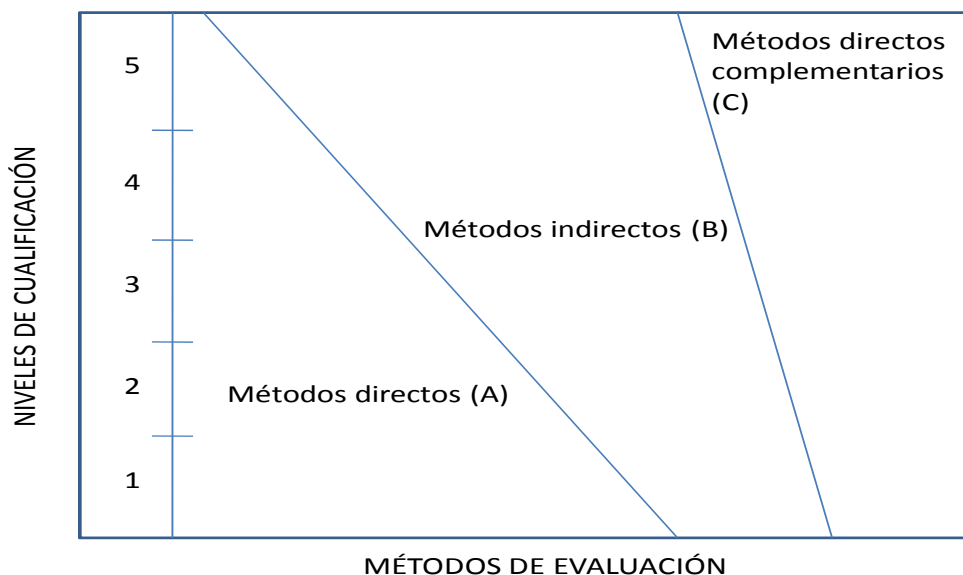 Métodos directos
complementarios
(C)
5
4
Métodos indirectos (B)
3
2
Métodos directos (A)
1
NIVELES DE CUALIFICACIÓN
MÉTODOS DE EVALUACIÓN